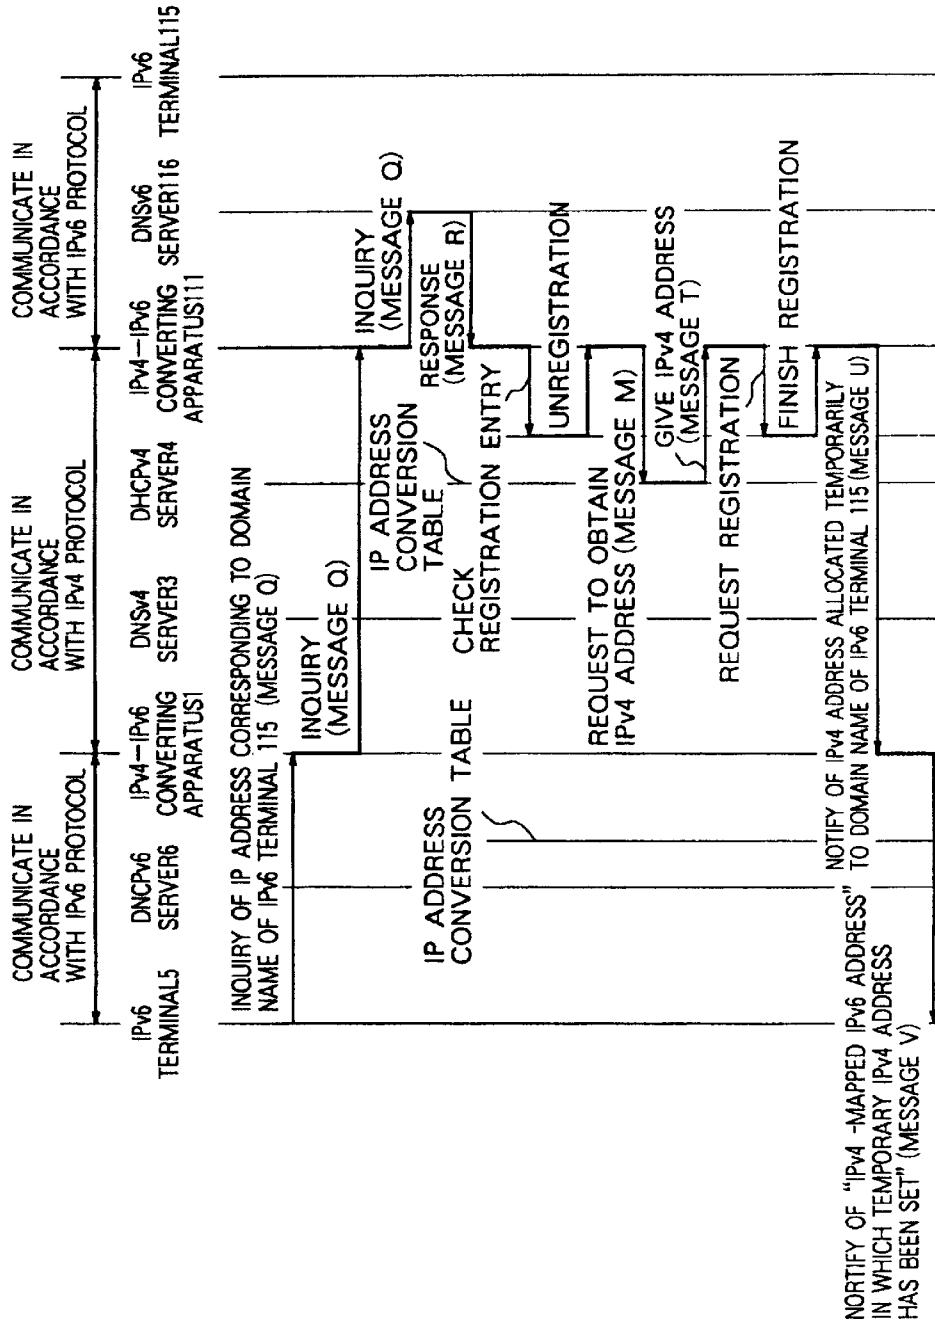 COMMUNICATE IN
ACCORDANCE
WITH IPv6 PROTOCOL
COMMUNICATE IN
ACCORDANCE
WITH IPv4 PROTOCOL
COMMUNICATE IN
ACCORDANCE
WITH IPv6 PROTOCOL
IPv6
TERMINAL5
DNCPv6
SERVER6
IPv4-IPv6
CONVERTING
APPARATUS1
DNSv4
SERVER3
DHCPv4
SERVER4
IPv4-IPv6
CONVERTING
APPARATUS111
DNSv6
SERVER116
IPv6
TERMINAL115
INQUIRY OF IP ADDRESS CORRESPONDING TO DOMAIN
NAME OF IPv6 TERMINAL 115 (MESSAGE Q)
INQUIRY
(MESSAGE Q)
INQUIRY
(MESSAGE Q)
RESPONSE
(MESSAGE R)
IP ADDRESS
CONVERSION
TABLE
IP ADDRESS
CONVERSION TABLE
CHECK
REGISTRATION ENTRY
UNREGISTRATION
REQUEST TO OBTAIN
IPv4 ADDRESS (MESSAGE M)
GIVE IPv4 ADDRESS
(MESSAGE T)
REQUEST REGISTRATION
FINISH REGISTRATION
NOTIFY OF IPv4 ADDRESS ALLOCATED TEMPORARILY
TO DOMAIN NAME OF IPv6 TERMINAL 115 (MESSAGE U)
NORTIFY OF "IPv4 -MAPPED IPv6 ADDRESS"
IN WHICH TEMPORARY IPv4 ADDRESS
HAS BEEN SET" (MESSAGE V)